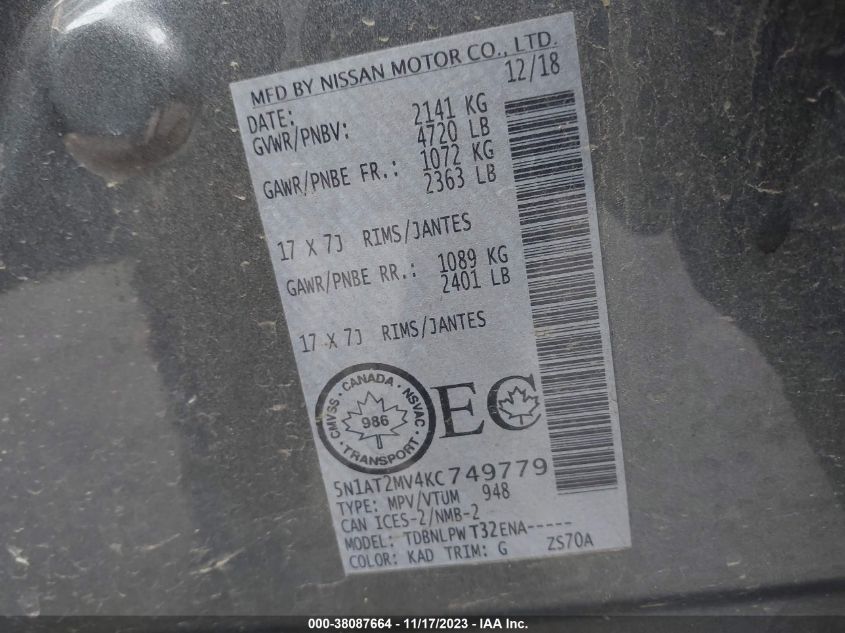 MFD BY NISSAN MOTOR CO., LTD.
DATE: 12/18
GVWR/PNBV: 2141 KG
4720 LB
GAWR/PNBE FR.: 1072 KG
2363 LB
17 X 7J RIMS/JANTES
GAWR/PNBE RR.: 1089 KG
2401 LB
17 X 7J RIMS/JANTES
CANADA · NSVAC · TRANSPORT · CMVSS ·
986
EC
5N1AT2MV4KC749779
TYPE: MPV/VTUM 948
CAN ICES-2/NMB-2
MODEL: TDBNLPW T32ENA-----
COLOR: KAD TRIM: G ZS70A
000-38087664 - 11/17/2023 - IAA Inc.